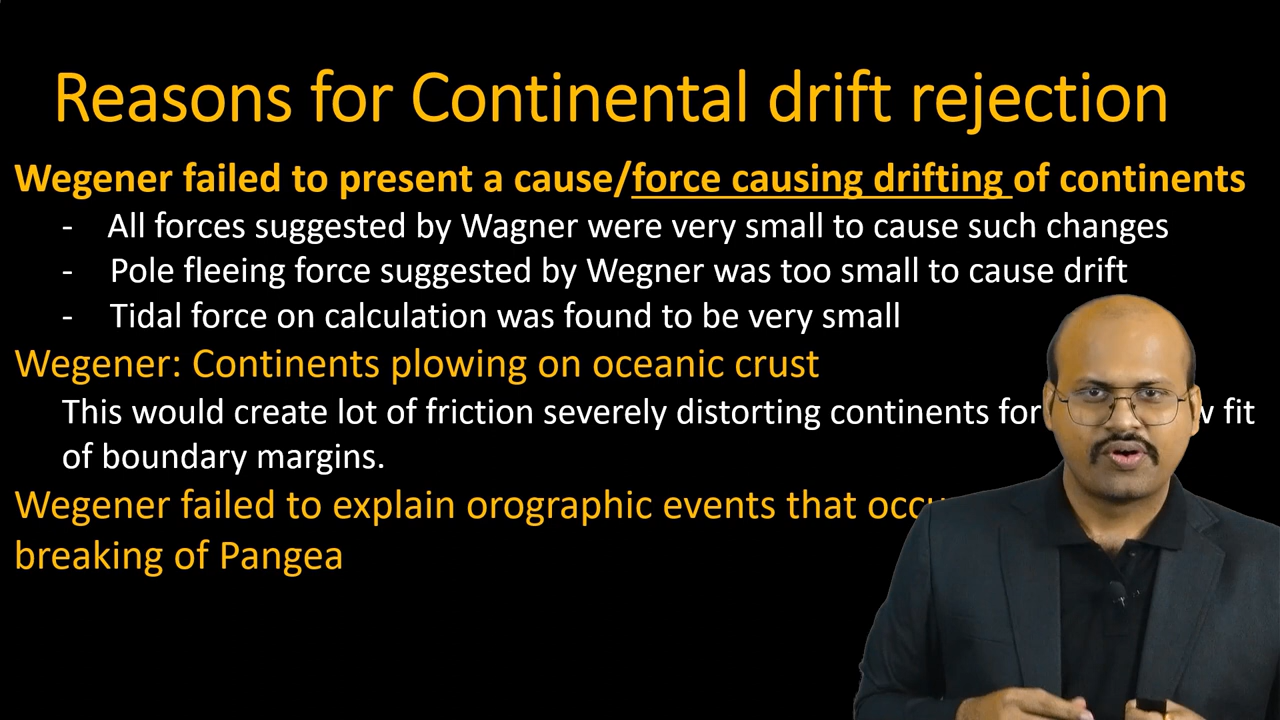 Reasons for Continental drift rejection
Wegener failed to present a cause/force causing drifting of continents
- All forces suggested by Wagner were very small to cause such changes
- Pole fleeing force suggested by Wegner was too small to cause drift
- Tidal force on calculation was found to be very small
Wegener: Continents plowing on oceanic crust
This would create lot of friction severely distorting continents for fit
of boundary margins.
Wegener failed to explain orographic events that
breaking of Pangea